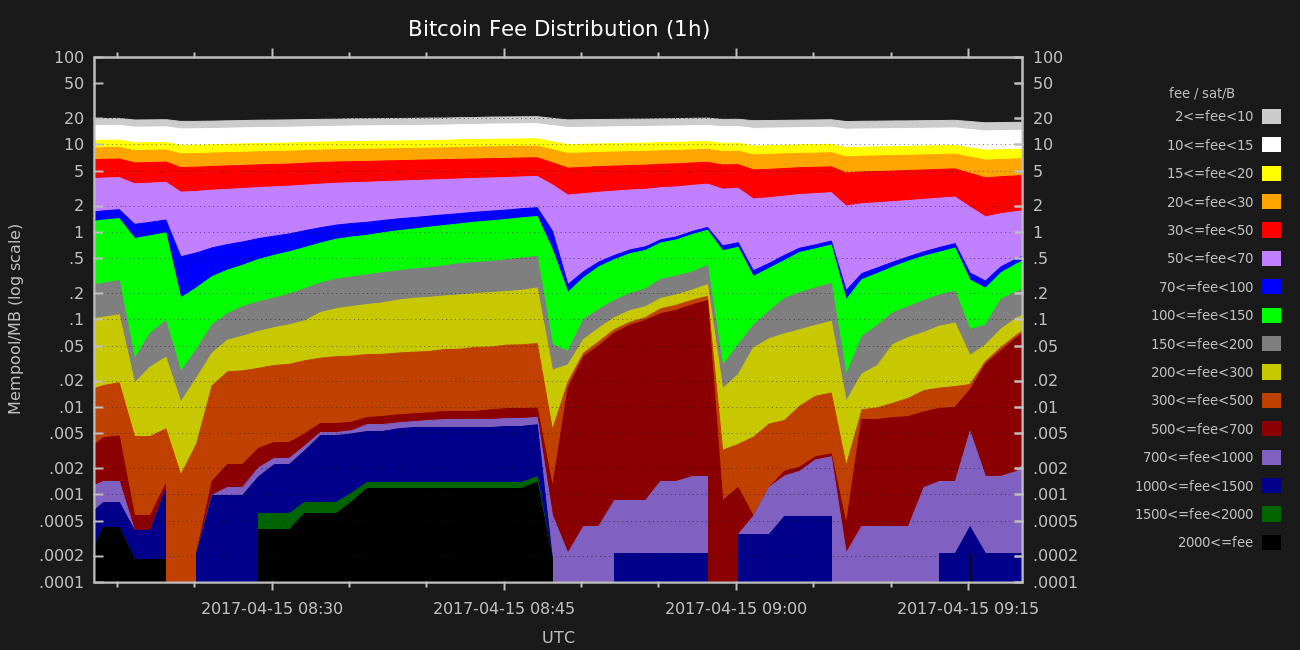 Bitcoin Fee Distribution (1h)
100 100
50 50
20 20
10 10
5 5
2 2
1 1
.5 .5
.2 .2
.1 .1
.05 .05
.02 .02
.01 .01
.005 .005
.002 .002
.001 .001
.0005 .0005
.0002 .0002
.0001 .0001
Mempool/MB (log scale)
2017-04-15 08:30 2017-04-15 08:45 2017-04-15 09:00 2017-04-15 09:15
UTC
fee / sat/B
2<=fee<10
10<=fee<15
15<=fee<20
20<=fee<30
30<=fee<50
50<=fee<70
70<=fee<100
100<=fee<150
150<=fee<200
200<=fee<300
300<=fee<500
500<=fee<700
700<=fee<1000
1000<=fee<1500
1500<=fee<2000
2000<=fee